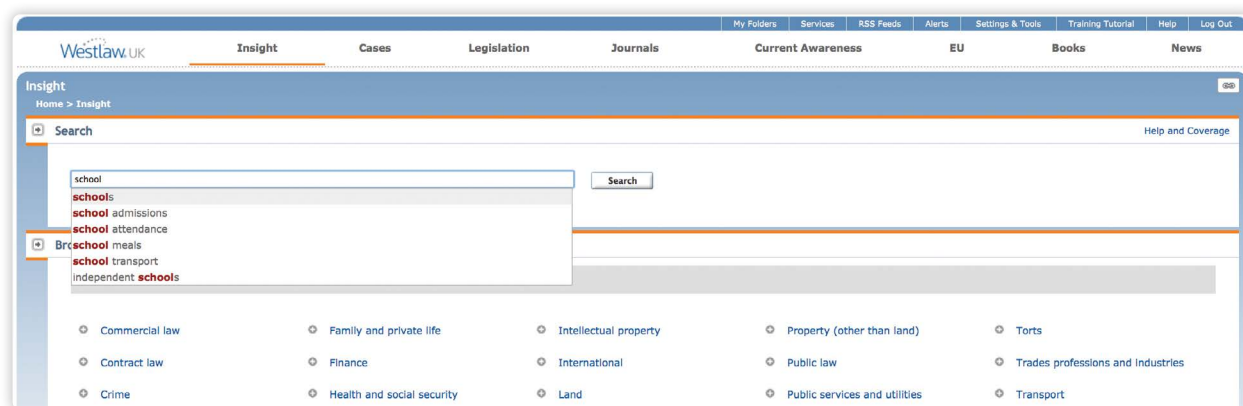 My Folders Services RSS Feeds Alerts Settings & Tools Training Tutorial Help Log Out
Westlaw.UK Insight Cases Legislation Journals Current Awareness EU Books News
Insight
Home > Insight
Search Help and Coverage
school Search
schools
school admissions
school attendance
Bro school meals
school transport
independent schools
Commercial law Family and private life Intellectual property Property (other than land) Torts
Contract law Finance International Public law Trades professions and industries
Crime Health and social security Land Public services and utilities Transport